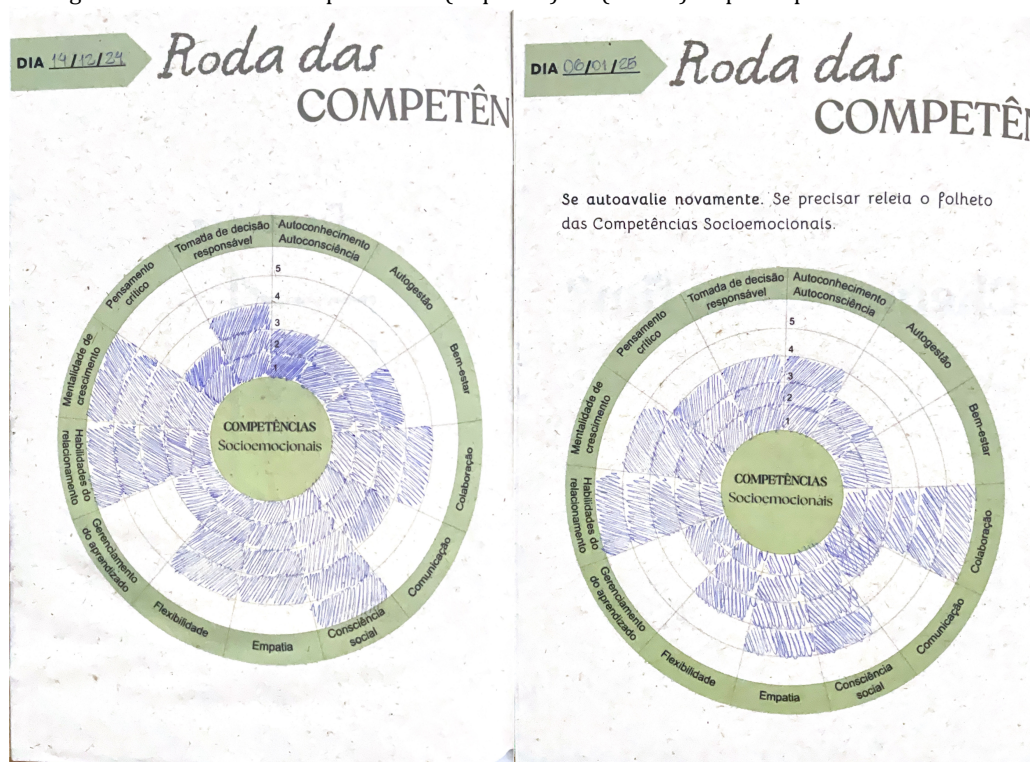 DIA 19/12/24
Roda das
COMPETÊN
Tomada de decisão
responsável
Autoconhecimento
Autoconsciência
Autogestão
Bem-estar
Colaboração
Comunicação
Consciência
social
Empatia
Flexibilidade
Gerenciamento
do aprendizado
Habilidades do
relacionamento
Mentalidade de
crescimento
Pensamento
crítico
5
4
3
2
1
COMPETÊNCIAS
Socioemocionais
DIA 06/01/25
Roda das
COMPETÊN
Se autoavalie novamente. Se precisar releia o folheto
das Competências Socioemocionais.
Tomada de decisão
responsável
Autoconhecimento
Autoconsciência
Autogestão
Bem-estar
Colaboração
Comunicação
Consciência
social
Empatia
Flexibilidade
Gerenciamento
do aprendizado
Habilidades do
relacionamento
Mentalidade de
crescimento
Pensamento
crítico
5
4
3
2
1
COMPETÊNCIAS
Socioemocionais